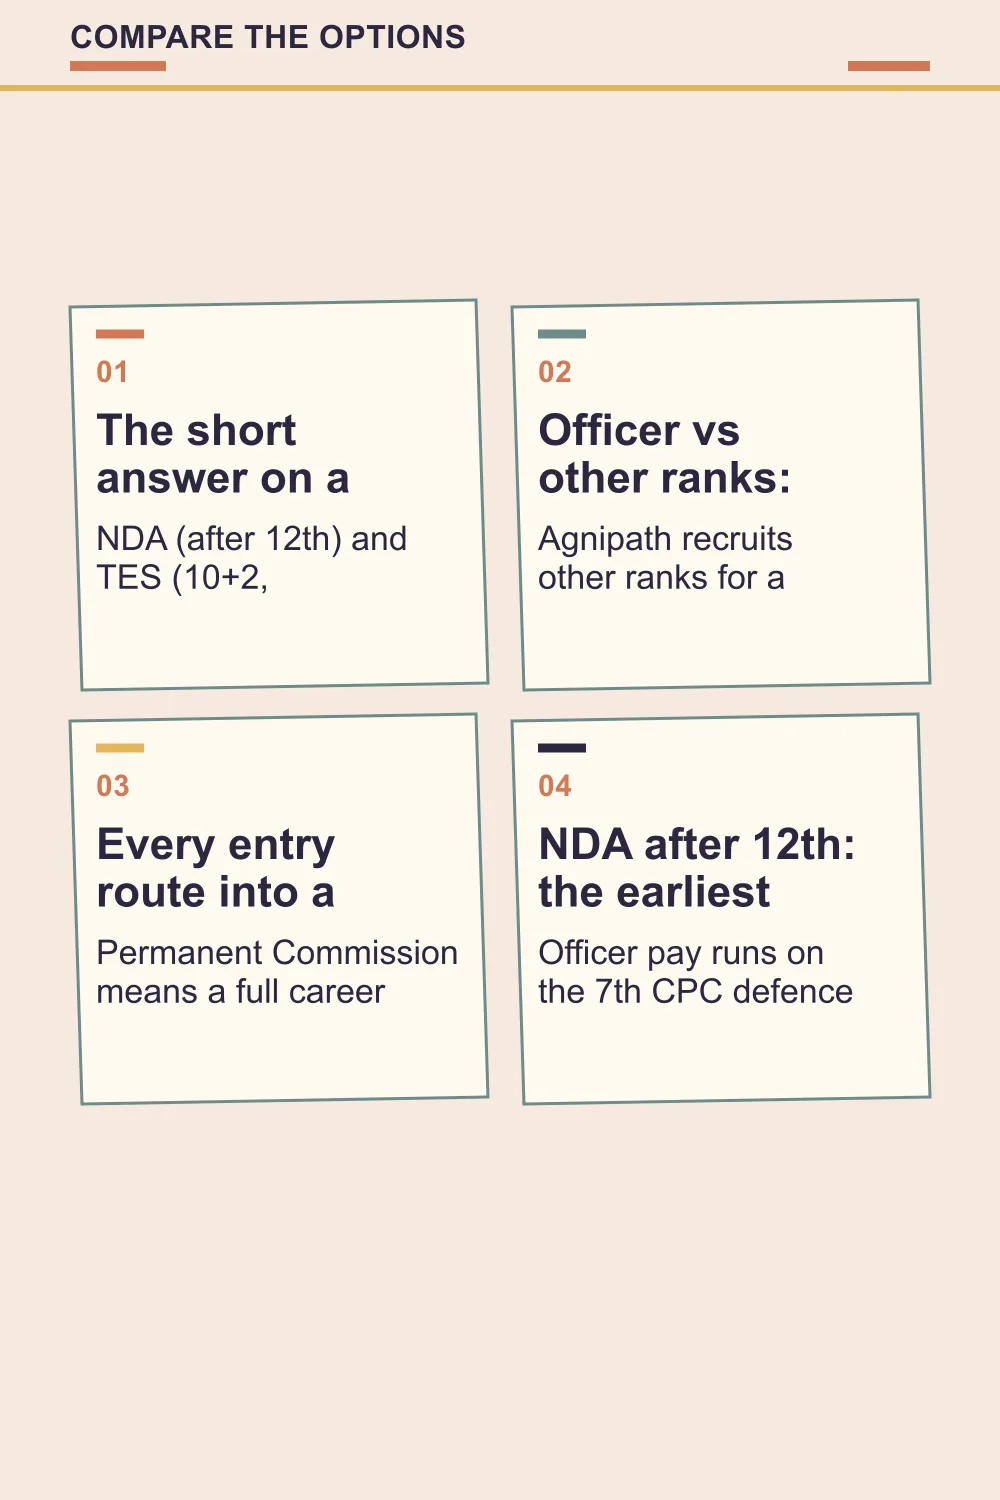 COMPARE THE OPTIONS
01
The short
answer on a
NDA (after 12th) and
TES (10+2,
02
Officer vs
other ranks:
Agnipath recruits
other ranks for a
03
Every entry
route into a
Permanent Commission
means a full career
04
NDA after 12th:
the earliest
Officer pay runs on
the 7th CPC defence